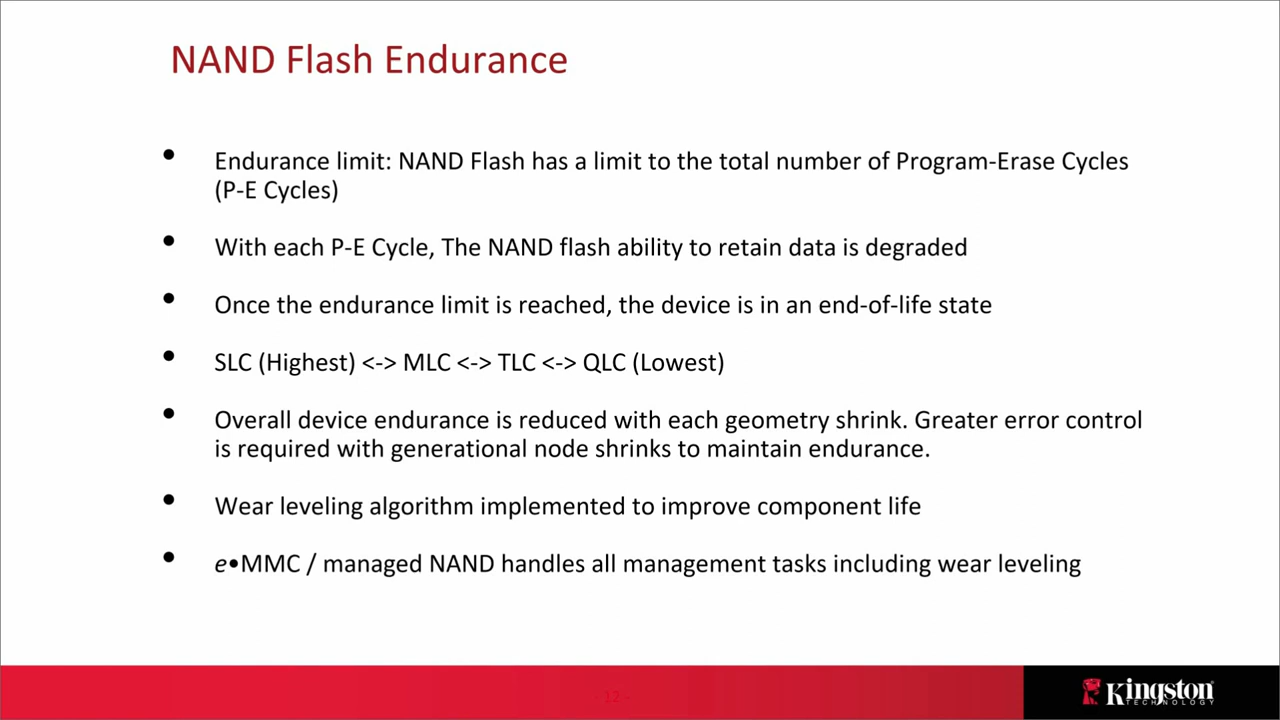 NAND Flash Endurance
• Endurance limit: NAND Flash has a limit to the total number of Program-Erase Cycles
(P-E Cycles)
• With each P-E Cycle, The NAND flash ability to retain data is degraded
• Once the endurance limit is reached, the device is in an end-of-life state
• SLC (Highest) <-> MLC <-> TLC <-> QLC (Lowest)
• Overall device endurance is reduced with each geometry shrink. Greater error control
is required with generational node shrinks to maintain endurance.
• Wear leveling algorithm implemented to improve component life
• e•MMC / managed NAND handles all management tasks including wear leveling
- 12 -
Kingston
TECHNOLOGY